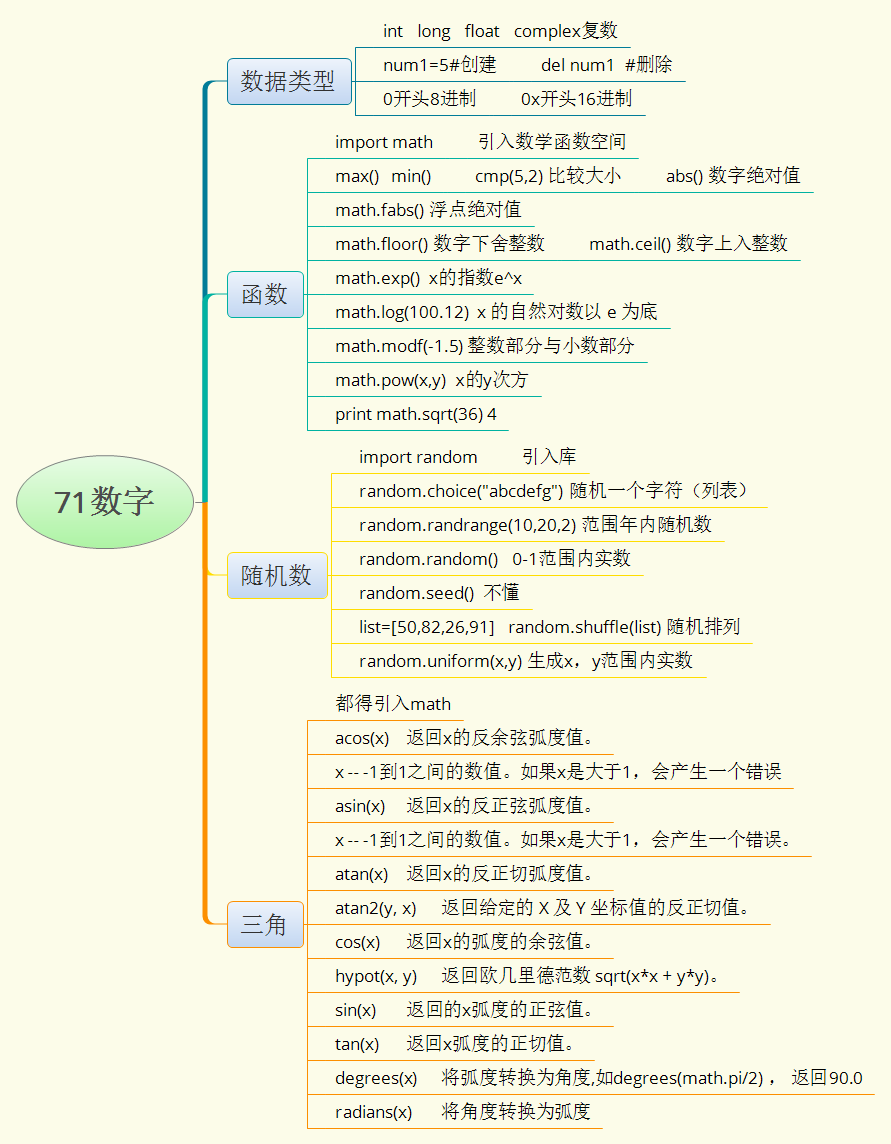 71数字
数据类型
int long float complex复数
num1=5#创建 del num1 #删除
0开头8进制 0x开头16进制
函数
import math 引入数学函数空间
max() min() cmp(5,2) 比较大小 abs() 数字绝对值
math.fabs() 浮点绝对值
math.floor() 数字下舍整数 math.ceil() 数字上入整数
math.exp() x的指数e^x
math.log(100.12) x 的自然对数以 e 为底
math.modf(-1.5) 整数部分与小数部分
math.pow(x,y) x的y次方
print math.sqrt(36) 4
随机数
import random 引入库
random.choice("abcdefg") 随机一个字符（列表）
random.randrange(10,20,2) 范围年内随机数
random.random() 0-1范围内实数
random.seed() 不懂
list=[50,82,26,91] random.shuffle(list) 随机排列
random.uniform(x,y) 生成x，y范围内实数
三角
都得引入math
acos(x) 返回x的反余弦弧度值。
x -- -1到1之间的数值。如果x是大于1，会产生一个错误
asin(x) 返回x的反正弦弧度值。
x -- -1到1之间的数值。如果x是大于1，会产生一个错误。
atan(x) 返回x的反正切弧度值。
atan2(y, x) 返回给定的 X 及 Y 坐标值的反正切值。
cos(x) 返回x的弧度的余弦值。
hypot(x, y) 返回欧几里德范数 sqrt(x*x + y*y)。
sin(x) 返回的x弧度的正弦值。
tan(x) 返回x弧度的正切值。
degrees(x) 将弧度转换为角度,如degrees(math.pi/2) ， 返回90.0
radians(x) 将角度转换为弧度